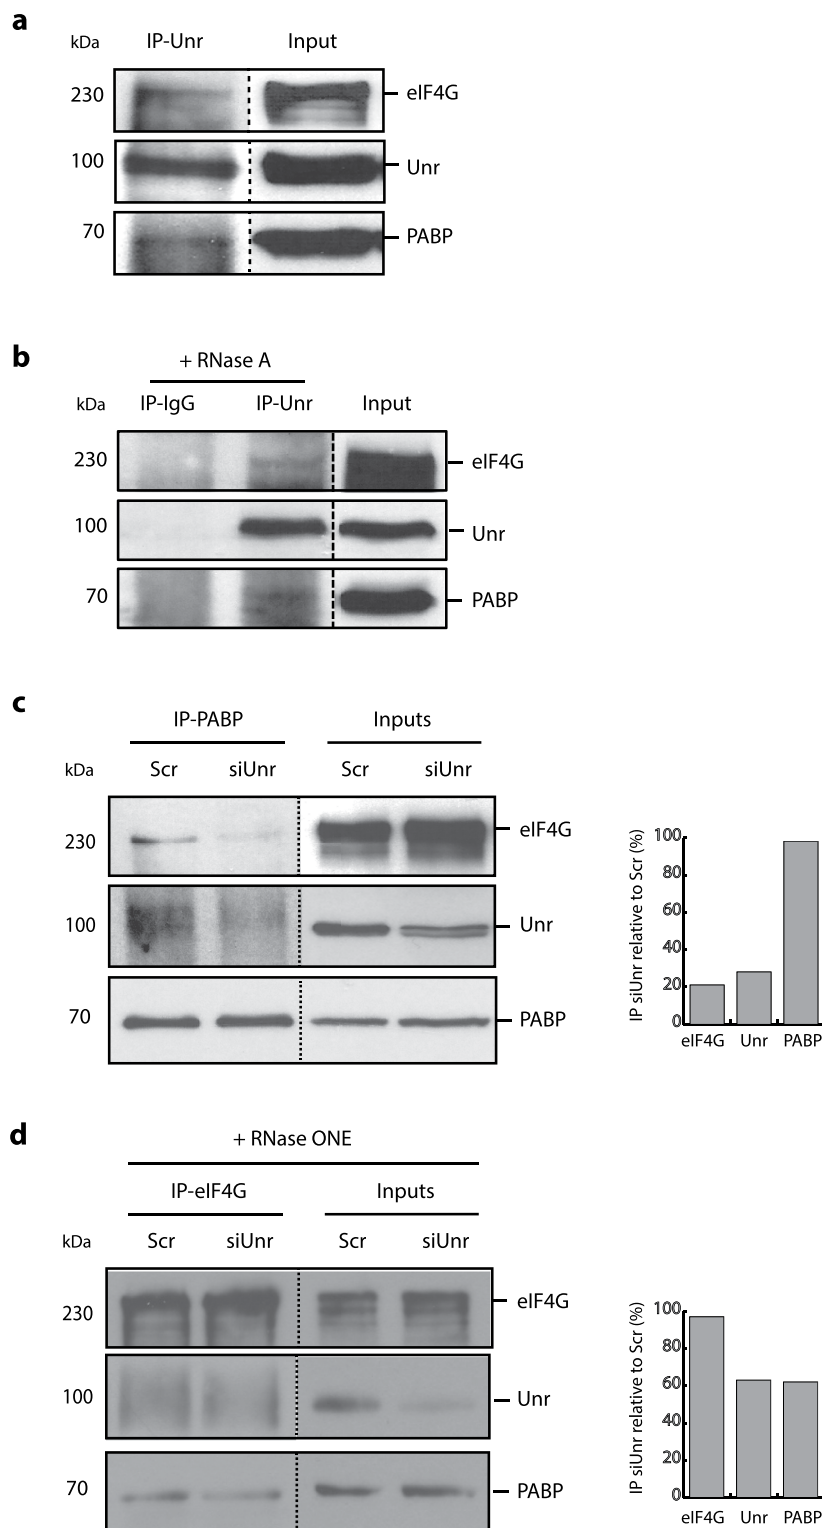 a
kDa IP-Unr Input
230 eIF4G
100 Unr
70 PABP
b
+ RNase A
kDa IP-IgG IP-Unr Input
230 eIF4G
100 Unr
70 PABP
c
IP-PABP Inputs
kDa Scr siUnr Scr siUnr
230 eIF4G
100 Unr
70 PABP
IP siUnr relative to Scr (%)
100
80
60
40
20
0
eIF4G Unr PABP
d
+ RNase ONE
IP-eIF4G Inputs
kDa Scr siUnr Scr siUnr
230 eIF4G
100 Unr
70 PABP
IP siUnr relative to Scr (%)
100
80
60
40
20
0
eIF4G Unr PABP